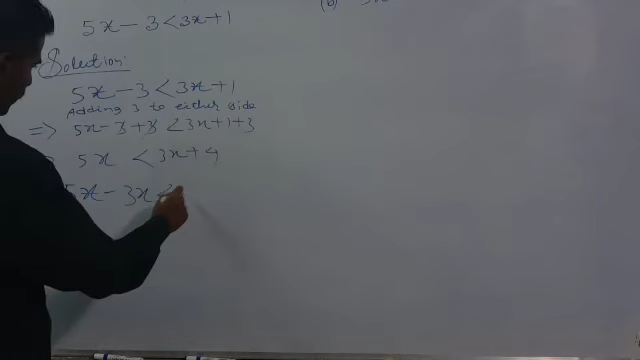 5x - 3 < 3x + 1
(b)
Solution:
5x - 3 < 3x + 1
Adding 3 to either side
=> 5x - 3 + 3 < 3x + 1 + 3
5x < 3x + 4
5x - 3x <